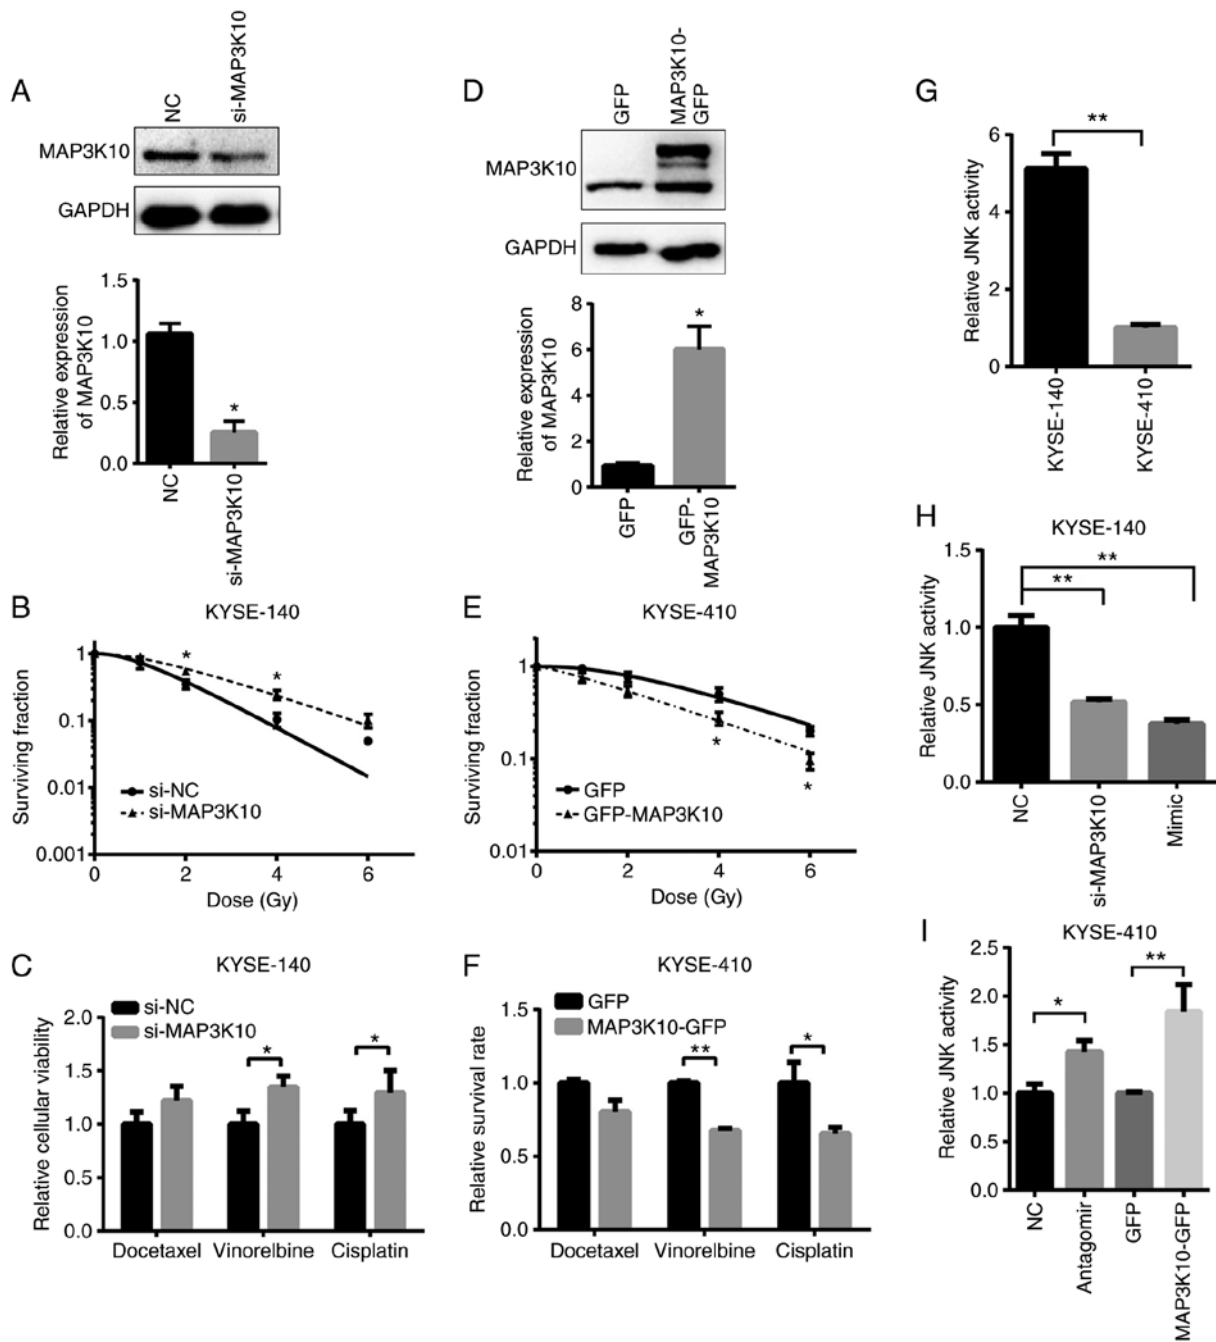 A
NC
si-MAP3K10
MAP3K10
GAPDH
Relative expression
of MAP3K10
1.5
1.0
0.5
0.0
*
NC
si-MAP3K10
B
KYSE-140
Surviving fraction
1
0.1
0.01
0.001
*
*
si-NC
si-MAP3K10
0
2
4
6
Dose (Gy)
C
KYSE-140
si-NC
si-MAP3K10
Relative cellular viability
2.0
1.5
1.0
0.5
0.0
*
*
Docetaxel
Vinorelbine
Cisplatin
D
GFP
MAP3K10-
GFP
MAP3K10
GAPDH
Relative expression
of MAP3K10
8
6
4
2
0
*
GFP
GFP-
MAP3K10
E
KYSE-410
Surviving fraction
1
0.1
0.01
*
*
GFP
GFP-MAP3K10
0
2
4
6
Dose (Gy)
F
KYSE-410
GFP
MAP3K10-GFP
Relative survival rate
1.5
1.0
0.5
0.0
**
*
Docetaxel
Vinorelbine
Cisplatin
G
Relative JNK activity
6
4
2
0
**
KYSE-140
KYSE-410
H
KYSE-140
Relative JNK activity
1.5
1.0
0.5
0.0
**
**
NC
si-MAP3K10
Mimic
I
KYSE-410
Relative JNK activity
2.5
2.0
1.5
1.0
0.5
0.0
*
**
NC
Antagomir
GFP
MAP3K10-GFP